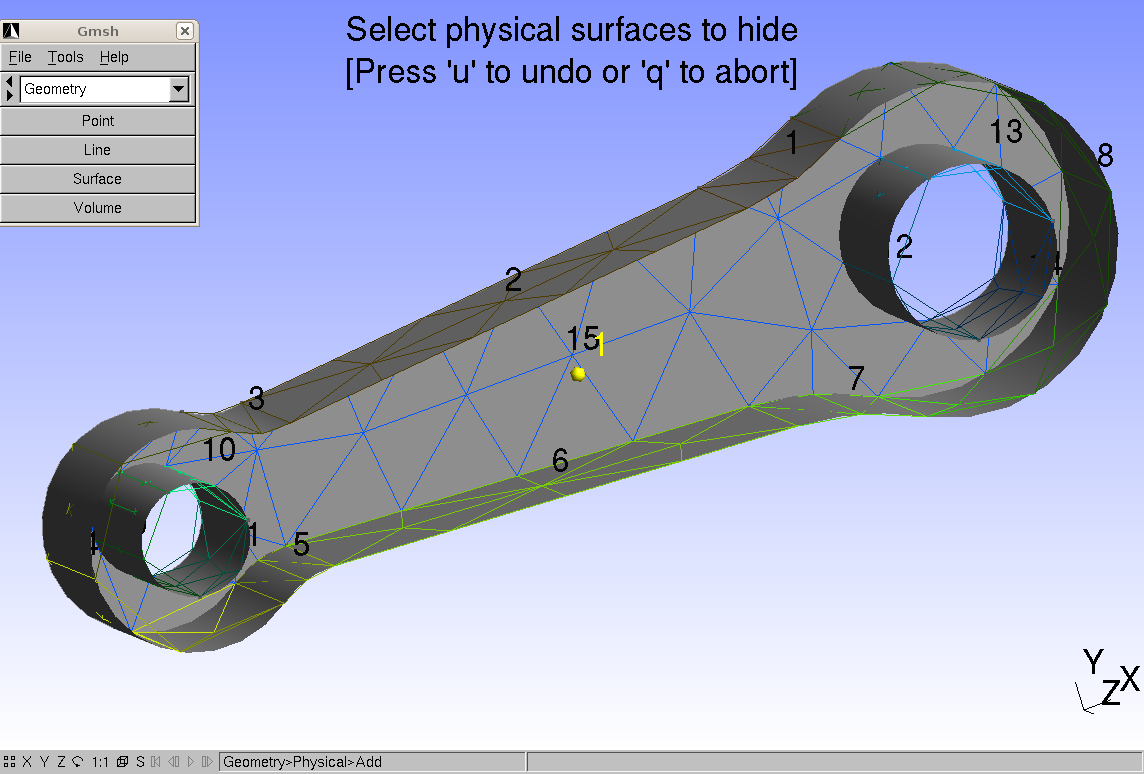 Gmsh
File Tools Help
Geometry
Point
Line
Surface
Volume
Select physical surfaces to hide
[Press 'u' to undo or 'q' to abort]
1
13
8
2
2
15
1
3
7
10
6
1
5
Y
Z
X
X Y Z 1:1 S
Geometry>Physical>Add